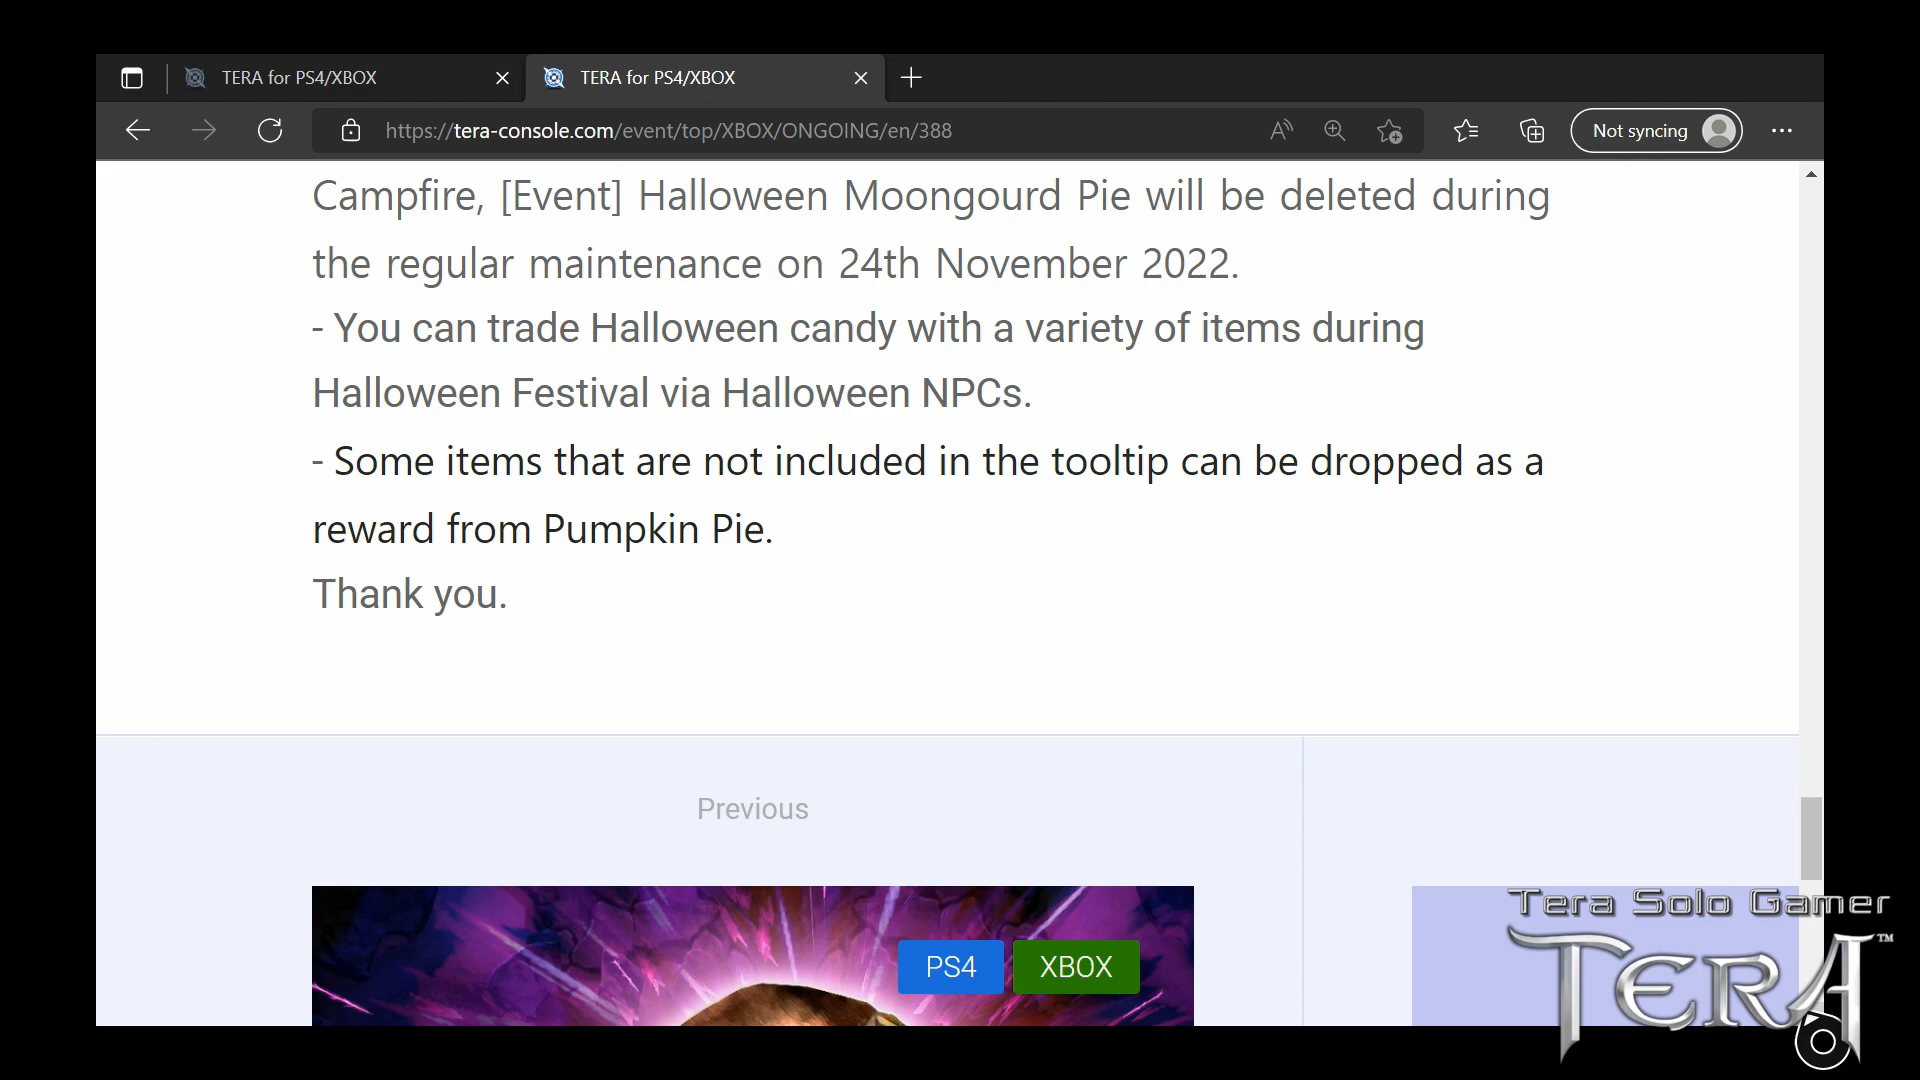 TERA for PS4/XBOX
TERA for PS4/XBOX
https://tera-console.com/event/top/XBOX/ONGOING/en/388
Not syncing
Campfire, [Event] Halloween Moongourd Pie will be deleted during
the regular maintenance on 24th November 2022.
- You can trade Halloween candy with a variety of items during
Halloween Festival via Halloween NPCs.
- Some items that are not included in the tooltip can be dropped as a
reward from Pumpkin Pie.
Thank you.
Previous
PS4 XBOX
Tera Solo Gamer
TERA™